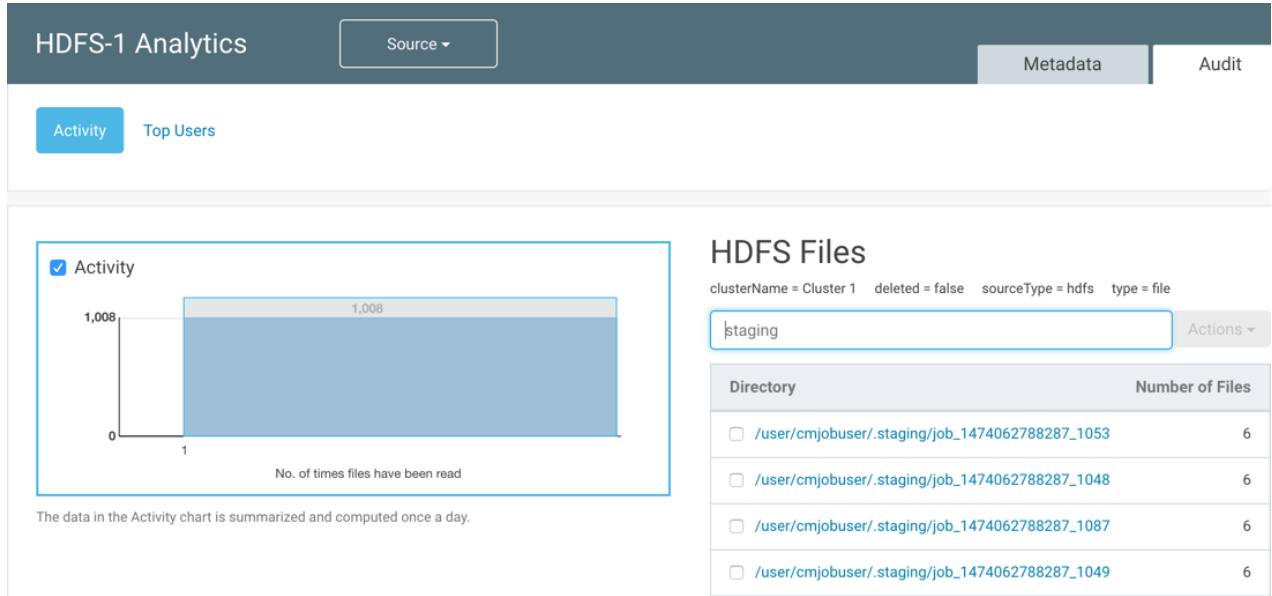 HDFS-1 Analytics
Source
Metadata
Audit
Activity
Top Users
Activity
1,008
1,008
0
1
No. of times files have been read
The data in the Activity chart is summarized and computed once a day.
HDFS Files
clusterName = Cluster 1 deleted = false sourceType = hdfs type = file
staging
Actions
Directory Number of Files
/user/cmjobuser/.staging/job_1474062788287_1053 6
/user/cmjobuser/.staging/job_1474062788287_1048 6
/user/cmjobuser/.staging/job_1474062788287_1087 6
/user/cmjobuser/.staging/job_1474062788287_1049 6